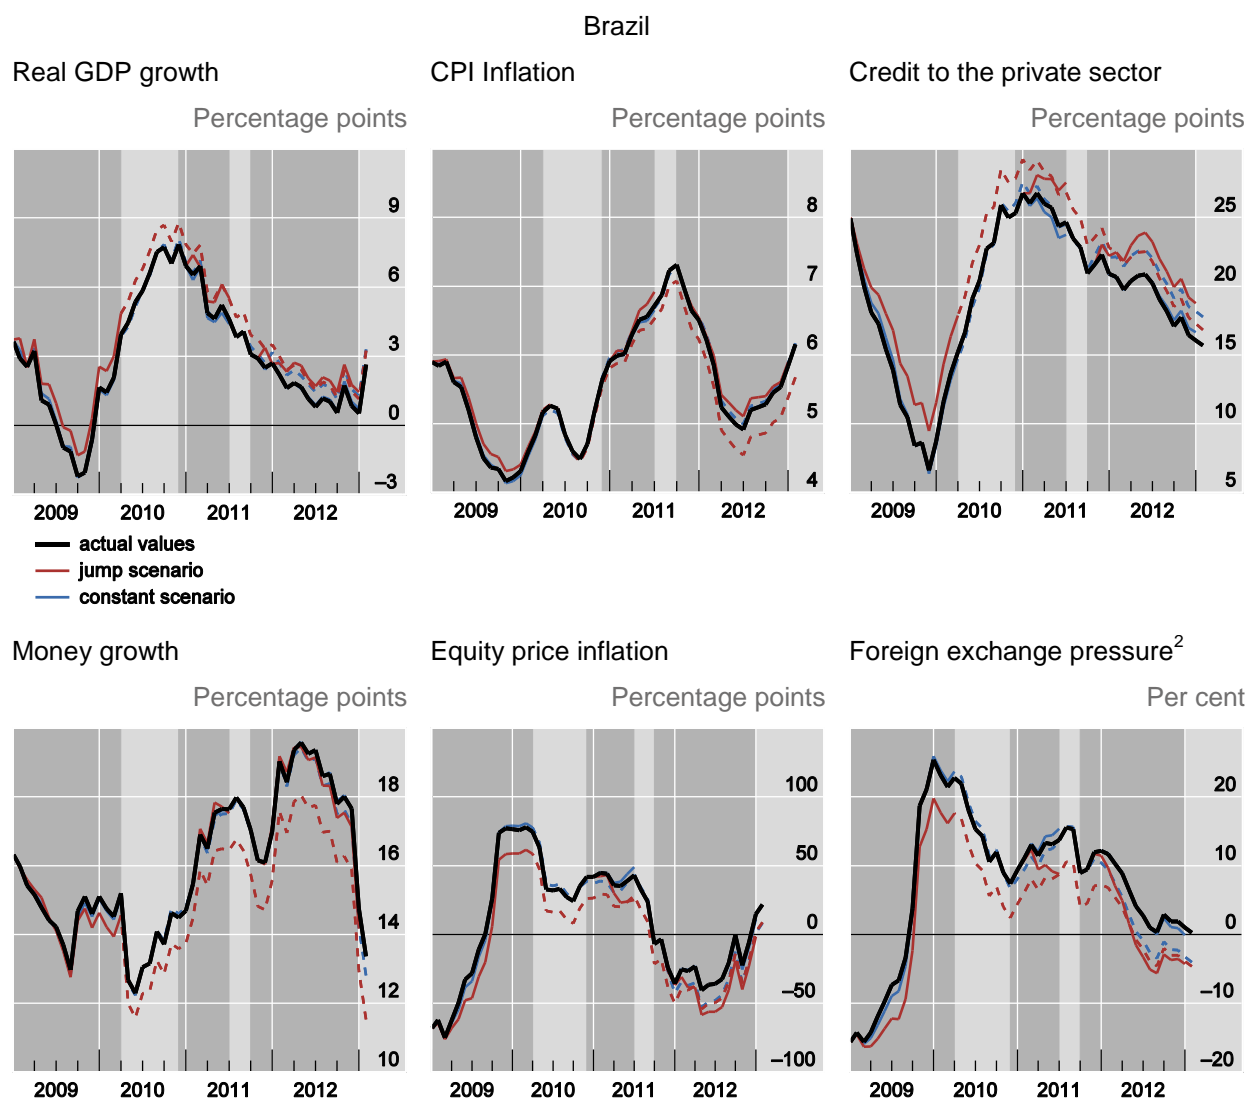 Brazil
Real GDP growth
CPI Inflation
Credit to the private sector
Percentage points
Percentage points
Percentage points
9
6
3
0
–3
2009 2010 2011 2012
8
7
6
5
4
2009 2010 2011 2012
25
20
15
10
5
2009 2010 2011 2012
actual values
jump scenario
constant scenario
Money growth
Equity price inflation
Foreign exchange pressure²
Percentage points
Percentage points
Per cent
18
16
14
12
10
2009 2010 2011 2012
100
50
0
–50
–100
2009 2010 2011 2012
20
10
0
–10
–20
2009 2010 2011 2012